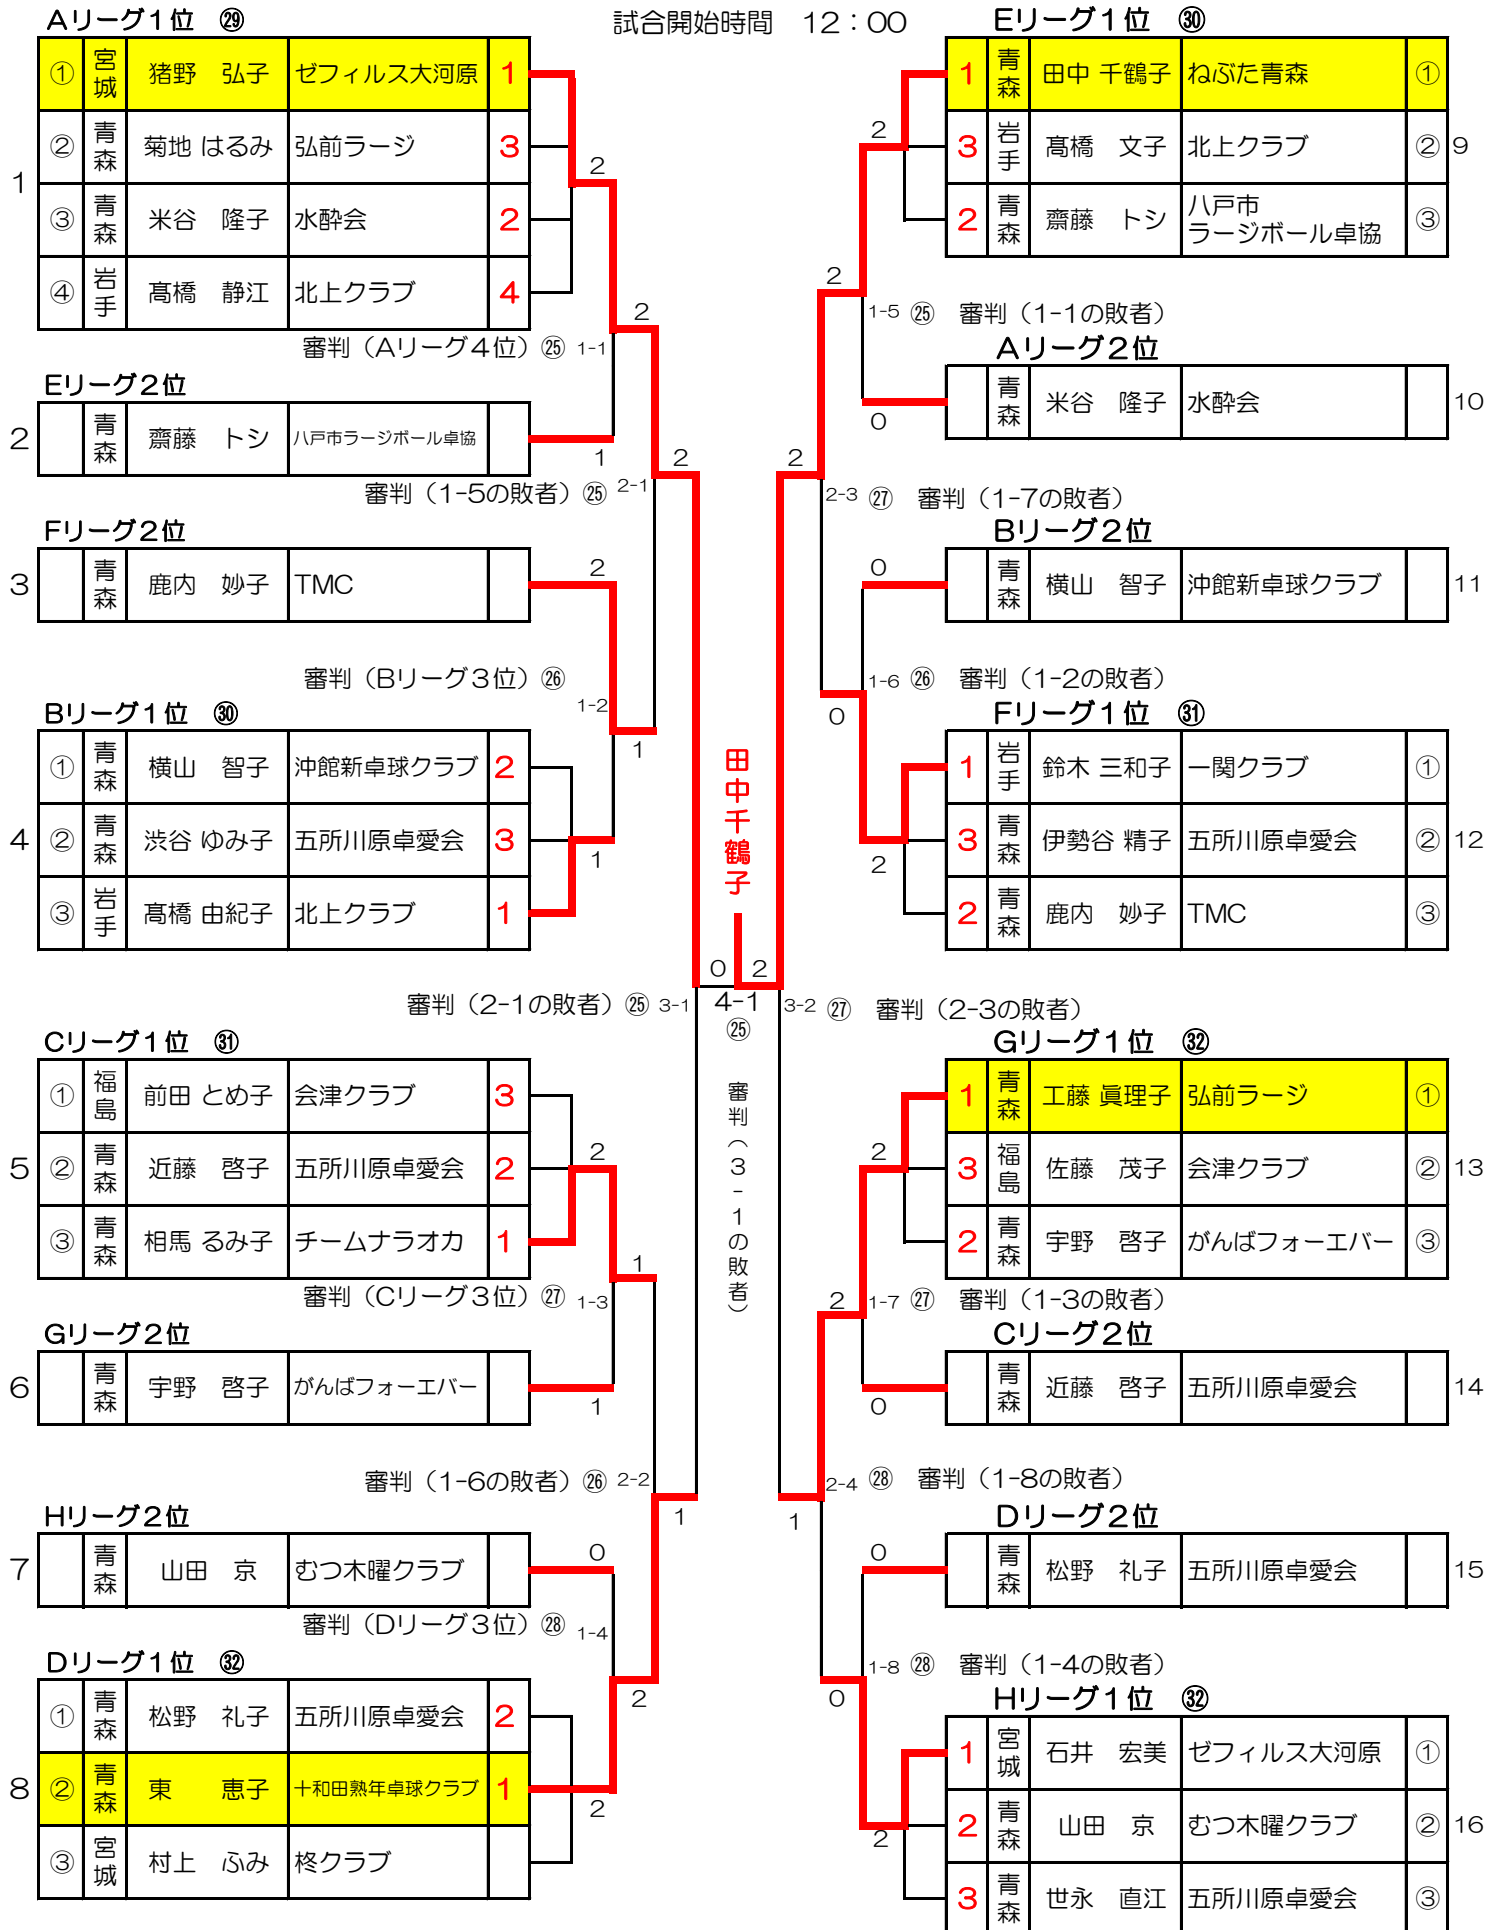 試合開始時間　12：00
Aリーグ1位　㉙
1
① 宮城 猪野　弘子 ゼフィルス大河原 1
② 青森 菊地 はるみ 弘前ラージ 3
③ 青森 米谷　隆子 水酔会 2
④ 岩手 髙橋　静江 北上クラブ 4
2
審判（Aリーグ4位）㉕ 1-1
2
Eリーグ2位
2 青森 齋藤　トシ 八戸市ラージボール卓協
1
審判（1-5の敗者）㉕ 2-1
2
Fリーグ2位
3 青森 鹿内　妙子 TMC
2
審判（Bリーグ3位）㉖
1-2
1
Bリーグ1位　㉚
4
① 青森 横山　智子 沖館新卓球クラブ 2
② 青森 渋谷 ゆみ子 五所川原卓愛会 3
③ 岩手 髙橋 由紀子 北上クラブ 1
1
審判（2-1の敗者）㉕ 3-1
Cリーグ1位　㉛
5
① 福島 前田 とめ子 会津クラブ 3
② 青森 近藤　啓子 五所川原卓愛会 2
③ 青森 相馬 るみ子 チームナラオカ 1
2
1
審判（Cリーグ3位）㉗ 1-3
Gリーグ2位
6 青森 宇野　啓子 がんばフォーエバー
1
審判（1-6の敗者）㉖ 2-2
1
Hリーグ2位
7 青森 山田　京 むつ木曜クラブ
0
審判（Dリーグ3位）㉘ 1-4
2
Dリーグ1位　㉜
8
① 青森 松野　礼子 五所川原卓愛会 2
② 青森 東　　恵子 十和田熟年卓球クラブ 1
③ 宮城 村上　ふみ 柊クラブ
2
田中千鶴子
0 2
4-1
㉕
審判（3-1の敗者）
Eリーグ1位　㉚
1 青森 田中 千鶴子 ねぶた青森 ①
3 岩手 髙橋　文子 北上クラブ ② 9
2 青森 齋藤　トシ 八戸市
ラージボール卓協 ③
2
2
1-5 ㉕　審判（1-1の敗者）
Aリーグ2位
青森 米谷　隆子 水酔会 10
0
2
2-3 ㉗　審判（1-7の敗者）
Bリーグ2位
青森 横山　智子 沖館新卓球クラブ 11
0
1-6 ㉖　審判（1-2の敗者）
0
Fリーグ1位　㉛
1 岩手 鈴木 三和子 一関クラブ ①
3 青森 伊勢谷 精子 五所川原卓愛会 ② 12
2 青森 鹿内　妙子 TMC ③
2
3-2 ㉗　審判（2-3の敗者）
Gリーグ1位　㉜
1 青森 工藤 眞理子 弘前ラージ ①
3 福島 佐藤　茂子 会津クラブ ② 13
2 青森 宇野　啓子 がんばフォーエバー ③
2
2
1-7 ㉗　審判（1-3の敗者）
Cリーグ2位
青森 近藤　啓子 五所川原卓愛会 14
0
1
2-4 ㉘　審判（1-8の敗者）
Dリーグ2位
青森 松野　礼子 五所川原卓愛会 15
0
1-8 ㉘　審判（1-4の敗者）
0
Hリーグ1位　㉜
1 宮城 石井　宏美 ゼフィルス大河原 ①
2 青森 山田　京 むつ木曜クラブ ② 16
3 青森 世永　直江 五所川原卓愛会 ③
2